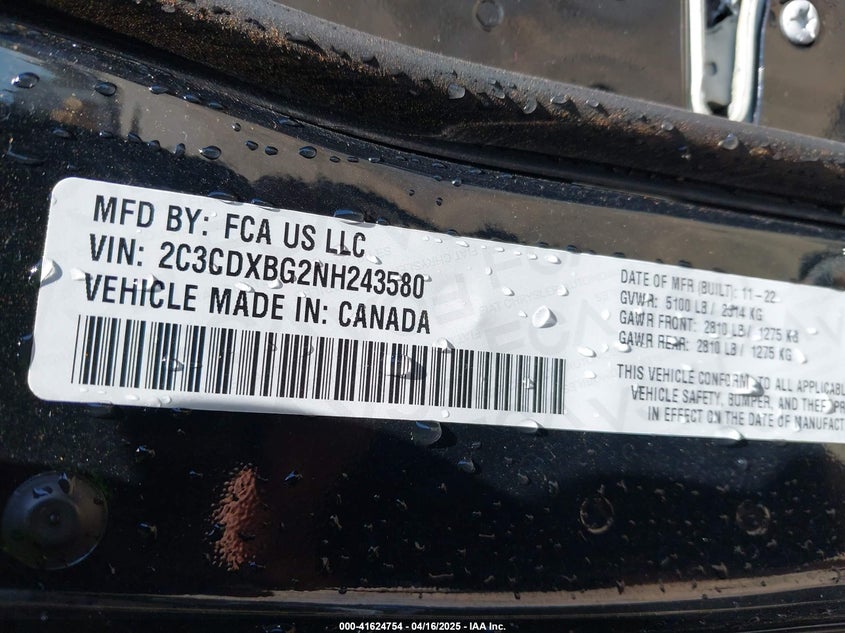 MFD BY: FCA US LLC
VIN: 2C3CDXBG2NH243580
VEHICLE MADE IN: CANADA
DATE OF MFR (BUILT): 11-22
GVWR: 5100 LB / 2314 KG
GAWR FRONT: 2810 LB / 1275 KG
GAWR REAR: 2810 LB / 1275 KG
THIS VEHICLE CONFORMS TO ALL APPLICABL
VEHICLE SAFETY, BUMPER, AND THEF PR
IN EFFECT ON THE DATE OF MANUFACT
000-41624754 - 04/16/2025 - IAA Inc.